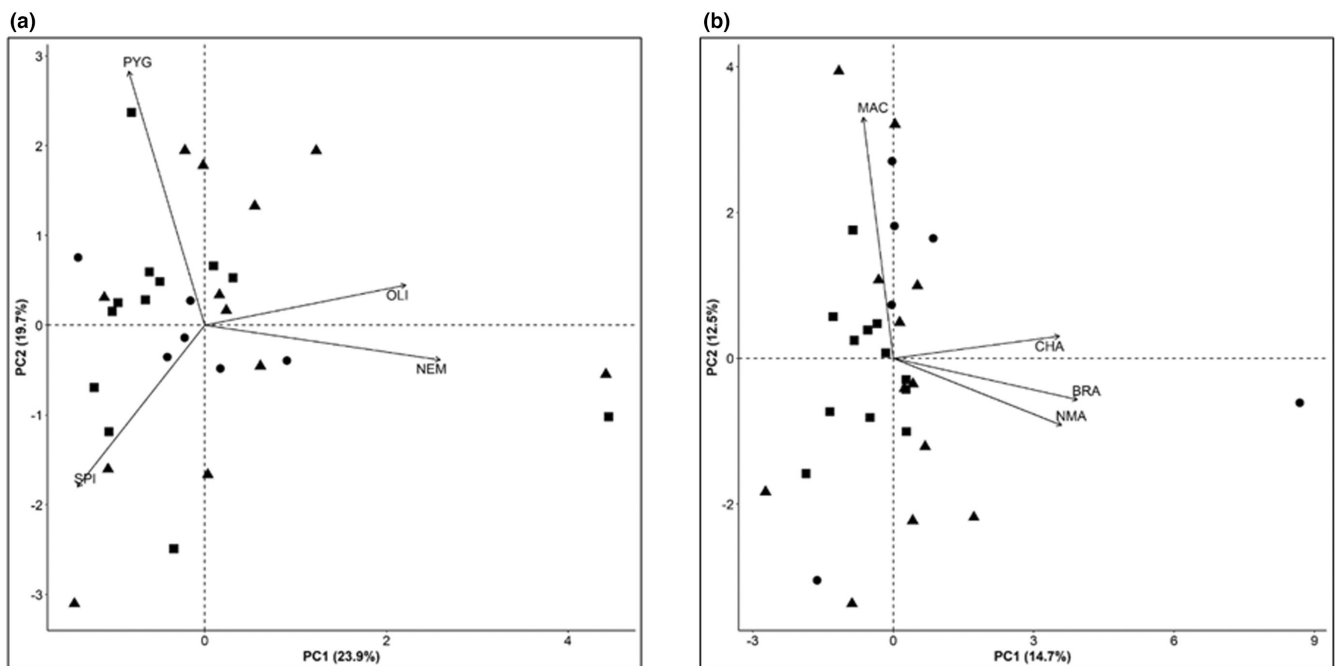 (a)
3
PYG
2
1
OLI
0
NEM
-1
SPI
-2
-3
PC2 (19.7%)
0 2 4
PC1 (23.9%)
(b)
4
MAC
2
CHA
0
BRA
NMA
-2
PC2 (12.5%)
-3 0 3 6 9
PC1 (14.7%)